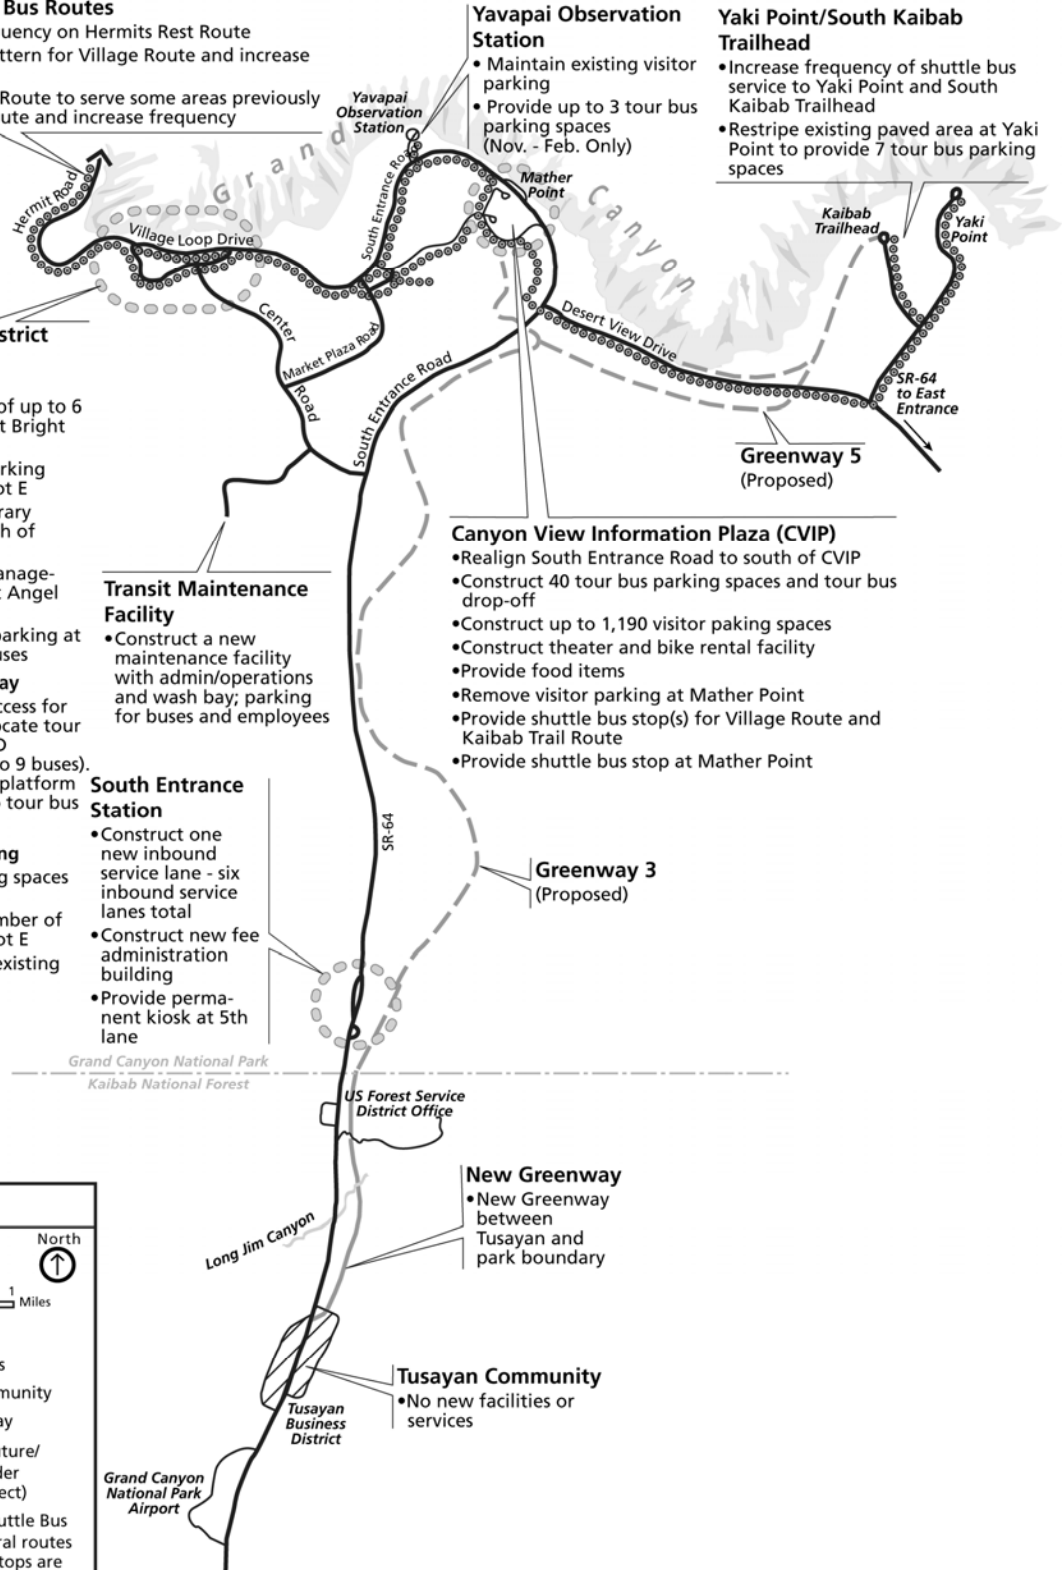 Bus Routes
uency on Hermits Rest Route
ttern for Village Route and increase
Route to serve some areas previously
ute and increase frequency
Yavapai Observation
Station
• Maintain existing visitor
parking
• Provide up to 3 tour bus
parking spaces
(Nov. - Feb. Only)
Yaki Point/South Kaibab
Trailhead
•Increase frequency of shuttle bus
service to Yaki Point and South
Kaibab Trailhead
•Restripe existing paved area at Yaki
Point to provide 7 tour bus parking
spaces
Yavapai
Observation
Station
Grand
Canyon
Mather
Point
Kaibab
Trailhead
Yaki
Point
Hermit Road
Village Loop Drive
South Entrance Road
Center
Road
Market Plaza Road
South Entrance Road
Desert View Drive
SR-64
to East
Entrance
Greenway 5
(Proposed)
strict
of up to 6
t Bright
rking
ot E
rary
h of
anage-
t Angel
parking at
uses
ay
ccess for
ocate tour
D
o 9 buses).
platform
tour bus
ng
g spaces
mber of
ot E
existing
Transit Maintenance
Facility
•Construct a new
maintenance facility
with admin/operations
and wash bay; parking
for buses and employees
Canyon View Information Plaza (CVIP)
•Realign South Entrance Road to south of CVIP
•Construct 40 tour bus parking spaces and tour bus
drop-off
•Construct up to 1,190 visitor paking spaces
•Construct theater and bike rental facility
•Provide food items
•Remove visitor parking at Mather Point
•Provide shuttle bus stop(s) for Village Route and
Kaibab Trail Route
•Provide shuttle bus stop at Mather Point
South Entrance
Station
•Construct one
new inbound
service lane - six
inbound service
lanes total
•Construct new fee
administration
building
•Provide perma-
nent kiosk at 5th
lane
SR-64
Greenway 3
(Proposed)
Grand Canyon National Park
Kaibab National Forest
US Forest Service
District Office
New Greenway
•New Greenway
between
Tusayan and
park boundary
Long Jim Canyon
North
1
Miles
s
munity
ay
uture/
der
ect)
uttle Bus
ral routes
tops are
Tusayan Community
•No new facilities or
services
Tusayan
Business
District
Grand Canyon
National Park
Airport